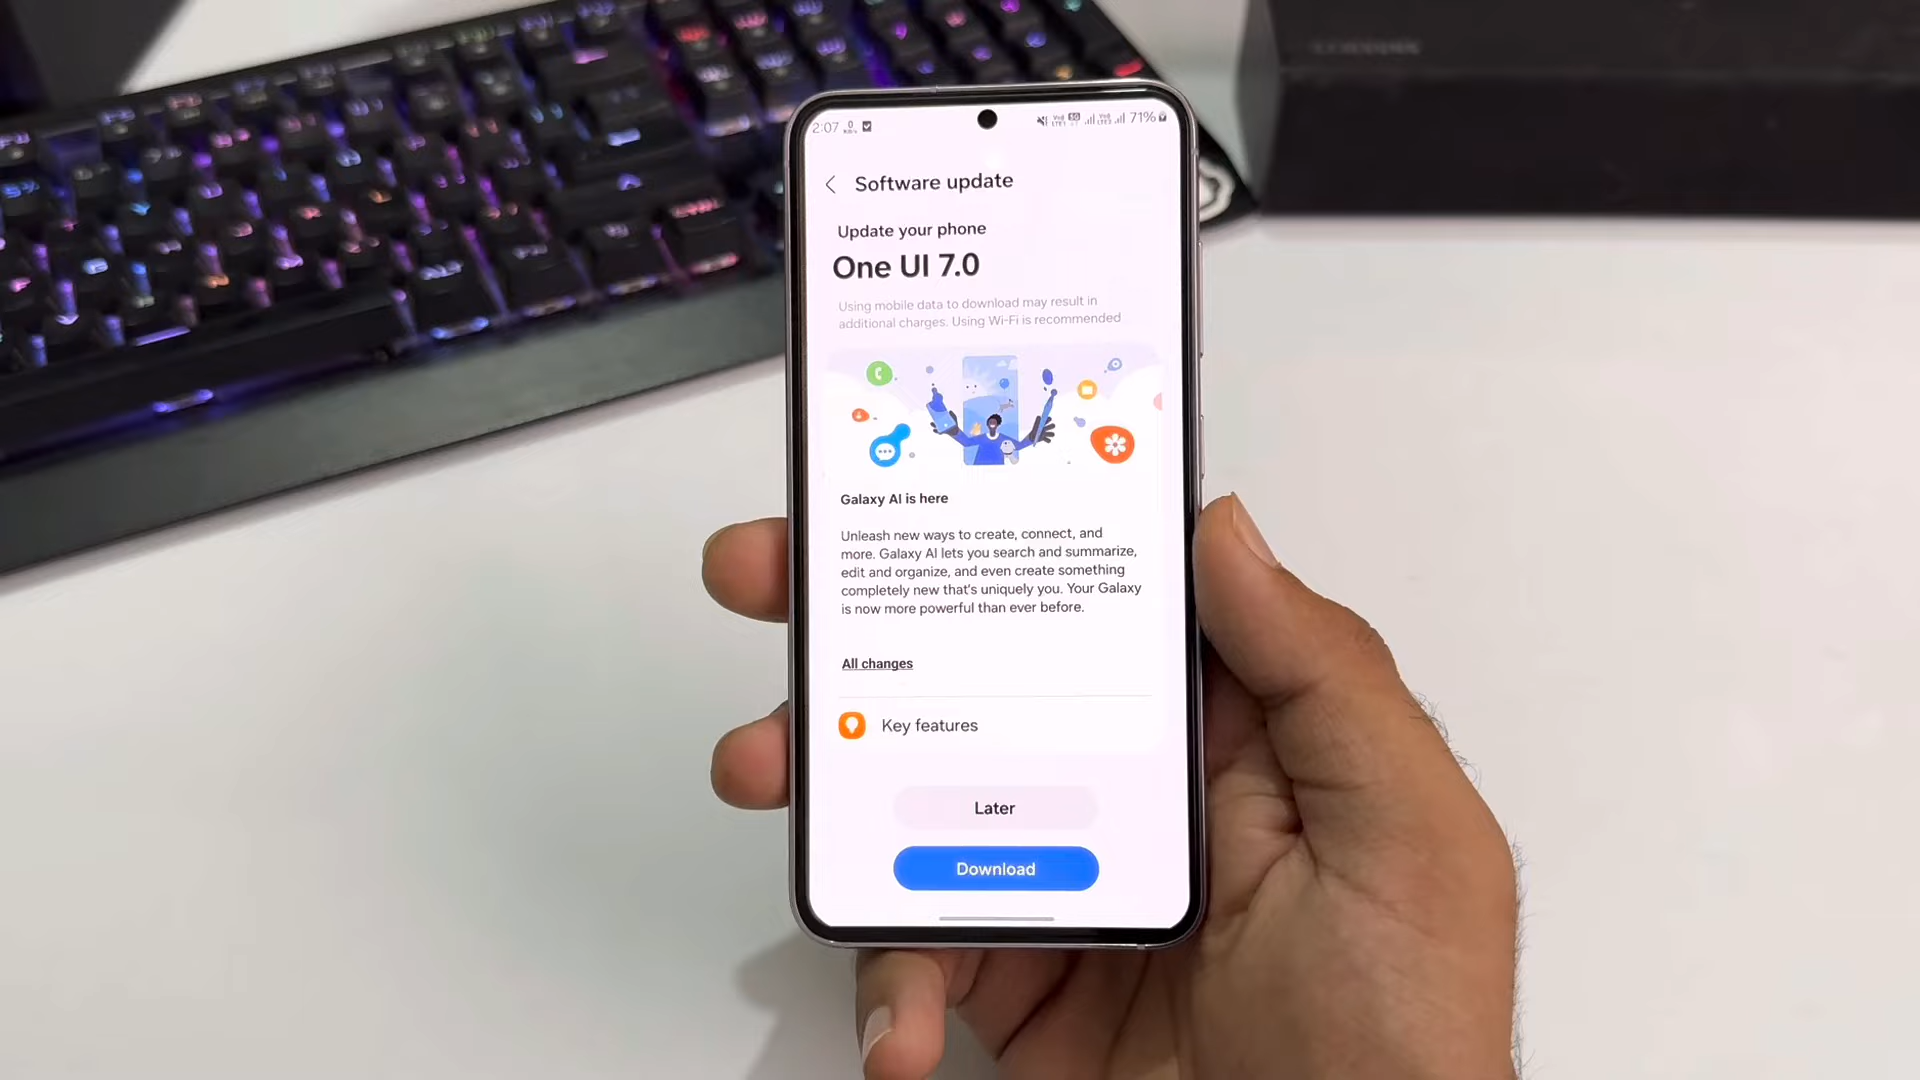 2:07
71%
Software update
Update your phone
One UI 7.0
Using mobile data to download may result in
additional charges. Using Wi-Fi is recommended
Galaxy AI is here
Unleash new ways to create, connect, and
more. Galaxy AI lets you search and summarize,
edit and organize, and even create something
completely new that's uniquely you. Your Galaxy
is now more powerful than ever before.
All changes
Key features
Later
Download